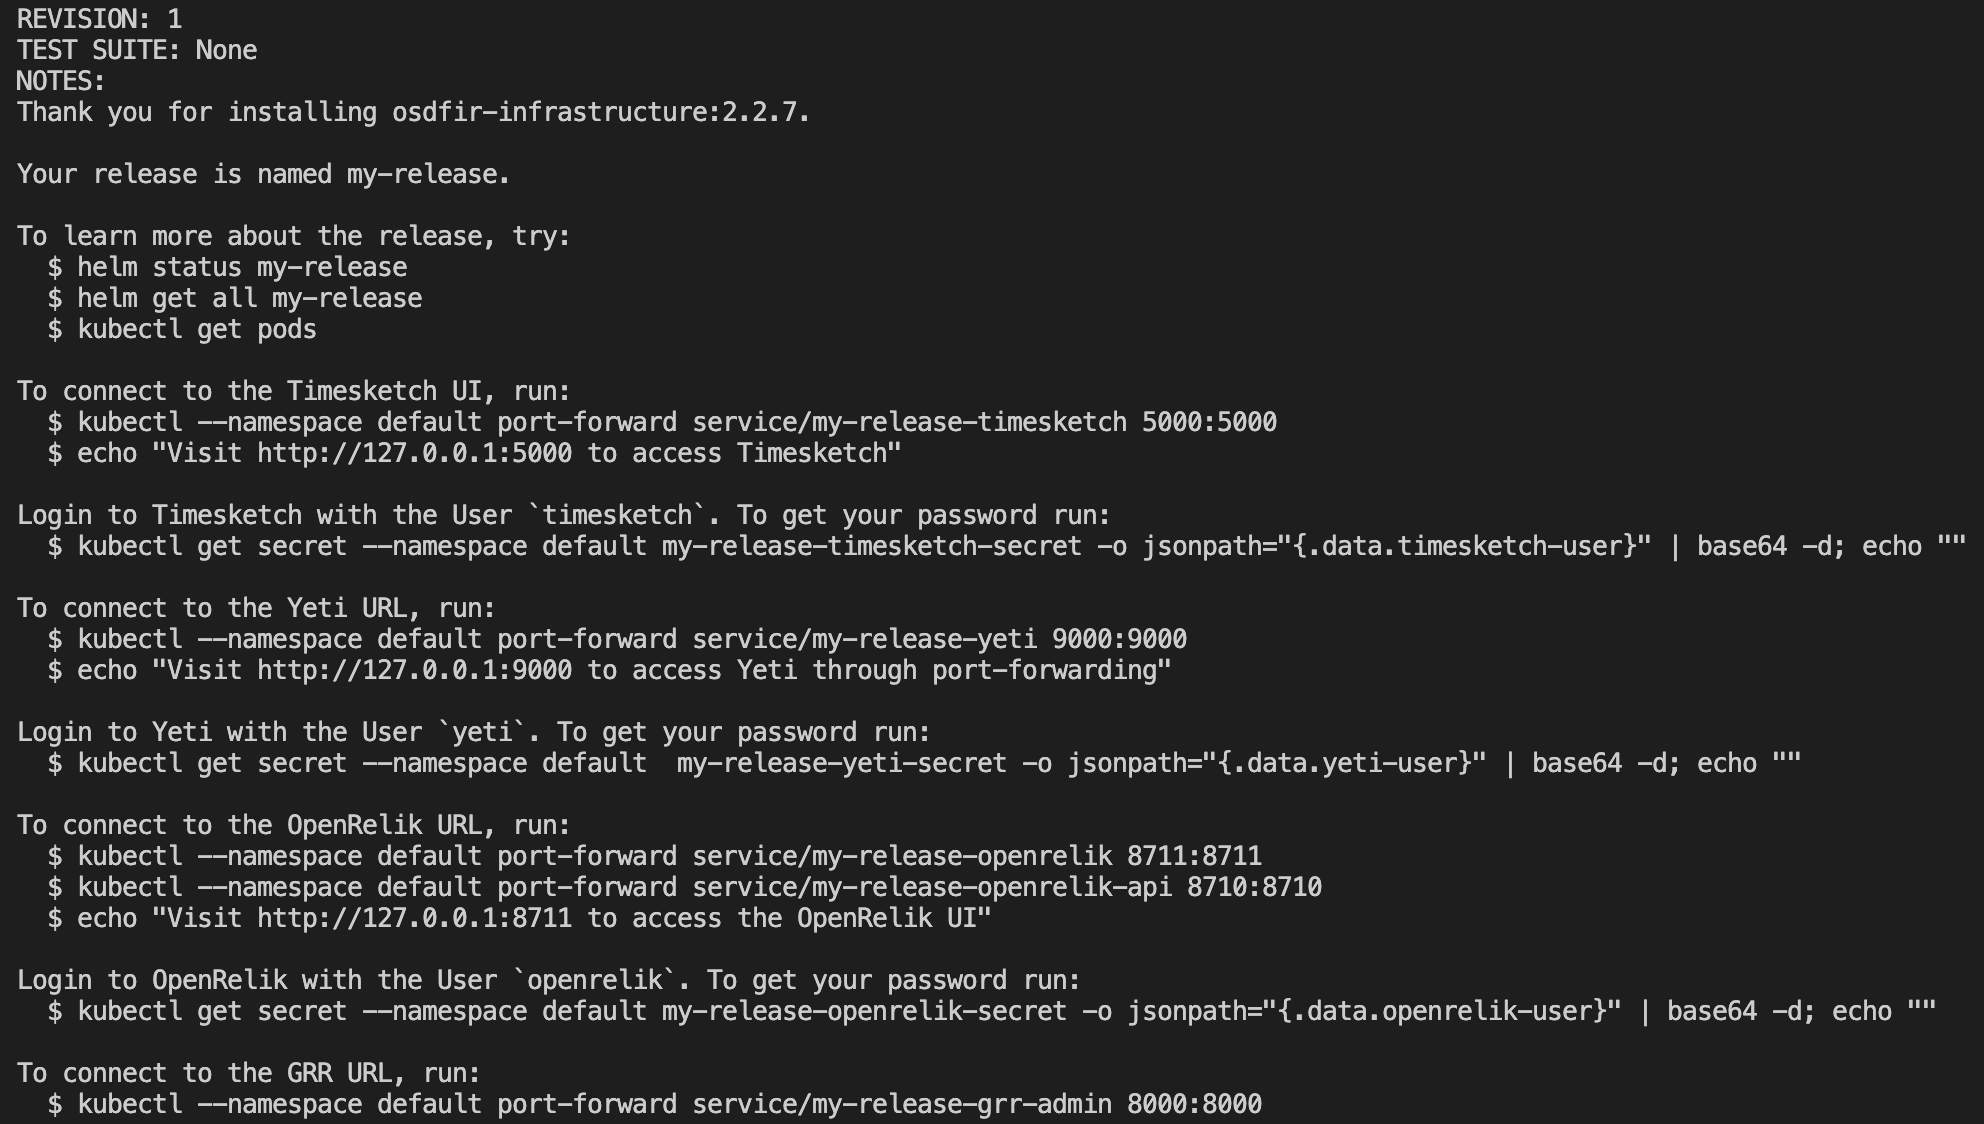 REVISION: 1
TEST SUITE: None
NOTES:
Thank you for installing osdfir-infrastructure:2.2.7.

Your release is named my-release.

To learn more about the release, try:
  $ helm status my-release
  $ helm get all my-release
  $ kubectl get pods

To connect to the Timesketch UI, run:
  $ kubectl --namespace default port-forward service/my-release-timesketch 5000:5000
  $ echo "Visit http://127.0.0.1:5000 to access Timesketch"

Login to Timesketch with the User `timesketch`. To get your password run:
  $ kubectl get secret --namespace default my-release-timesketch-secret -o jsonpath="{.data.timesketch-user}" | base64 -d; echo ""

To connect to the Yeti URL, run:
  $ kubectl --namespace default port-forward service/my-release-yeti 9000:9000
  $ echo "Visit http://127.0.0.1:9000 to access Yeti through port-forwarding"

Login to Yeti with the User `yeti`. To get your password run:
  $ kubectl get secret --namespace default  my-release-yeti-secret -o jsonpath="{.data.yeti-user}" | base64 -d; echo ""

To connect to the OpenRelik URL, run:
  $ kubectl --namespace default port-forward service/my-release-openrelik 8711:8711
  $ kubectl --namespace default port-forward service/my-release-openrelik-api 8710:8710
  $ echo "Visit http://127.0.0.1:8711 to access the OpenRelik UI"

Login to OpenRelik with the User `openrelik`. To get your password run:
  $ kubectl get secret --namespace default my-release-openrelik-secret -o jsonpath="{.data.openrelik-user}" | base64 -d; echo ""

To connect to the GRR URL, run:
  $ kubectl --namespace default port-forward service/my-release-grr-admin 8000:8000